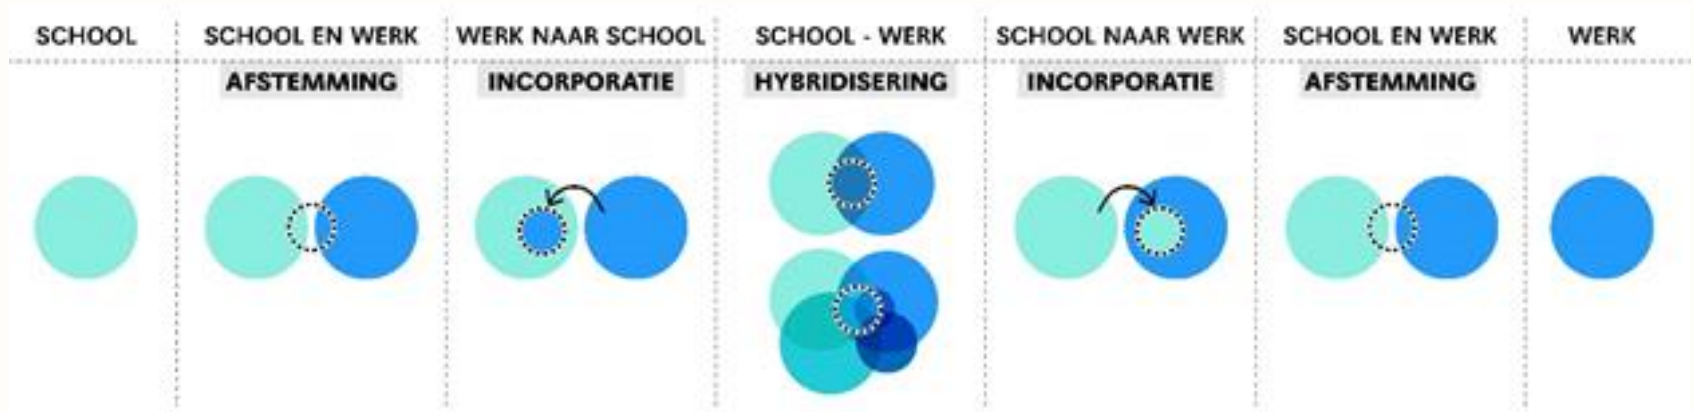 SCHOOL
SCHOOL EN WERK
WERK NAAR SCHOOL
SCHOOL - WERK
SCHOOL NAAR WERK
SCHOOL EN WERK
WERK
AFSTEMMING
INCORPORATIE
HYBRIDISERING
INCORPORATIE
AFSTEMMING